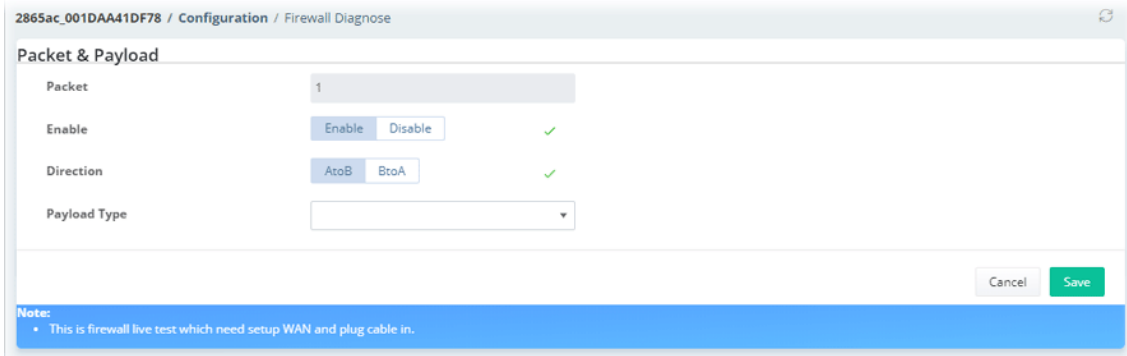 2865ac_001DAA41DF78 / Configuration / Firewall Diagnose
Packet & Payload
Packet 1
Enable Enable Disable
Direction AtoB BtoA
Payload Type
Cancel Save
Note:
• This is firewall live test which need setup WAN and plug cable in.